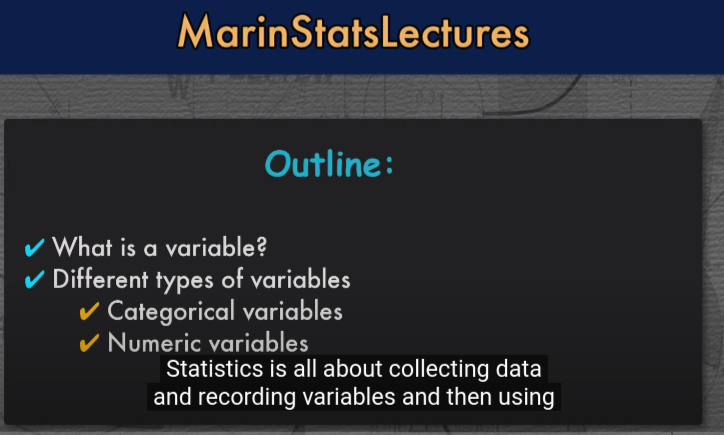 MarinStatsLectures
Outline:
✔ What is a variable?
✔ Different types of variables
✔ Categorical variables
✔ Numeric variables
Statistics is all about collecting data
and recording variables and then using